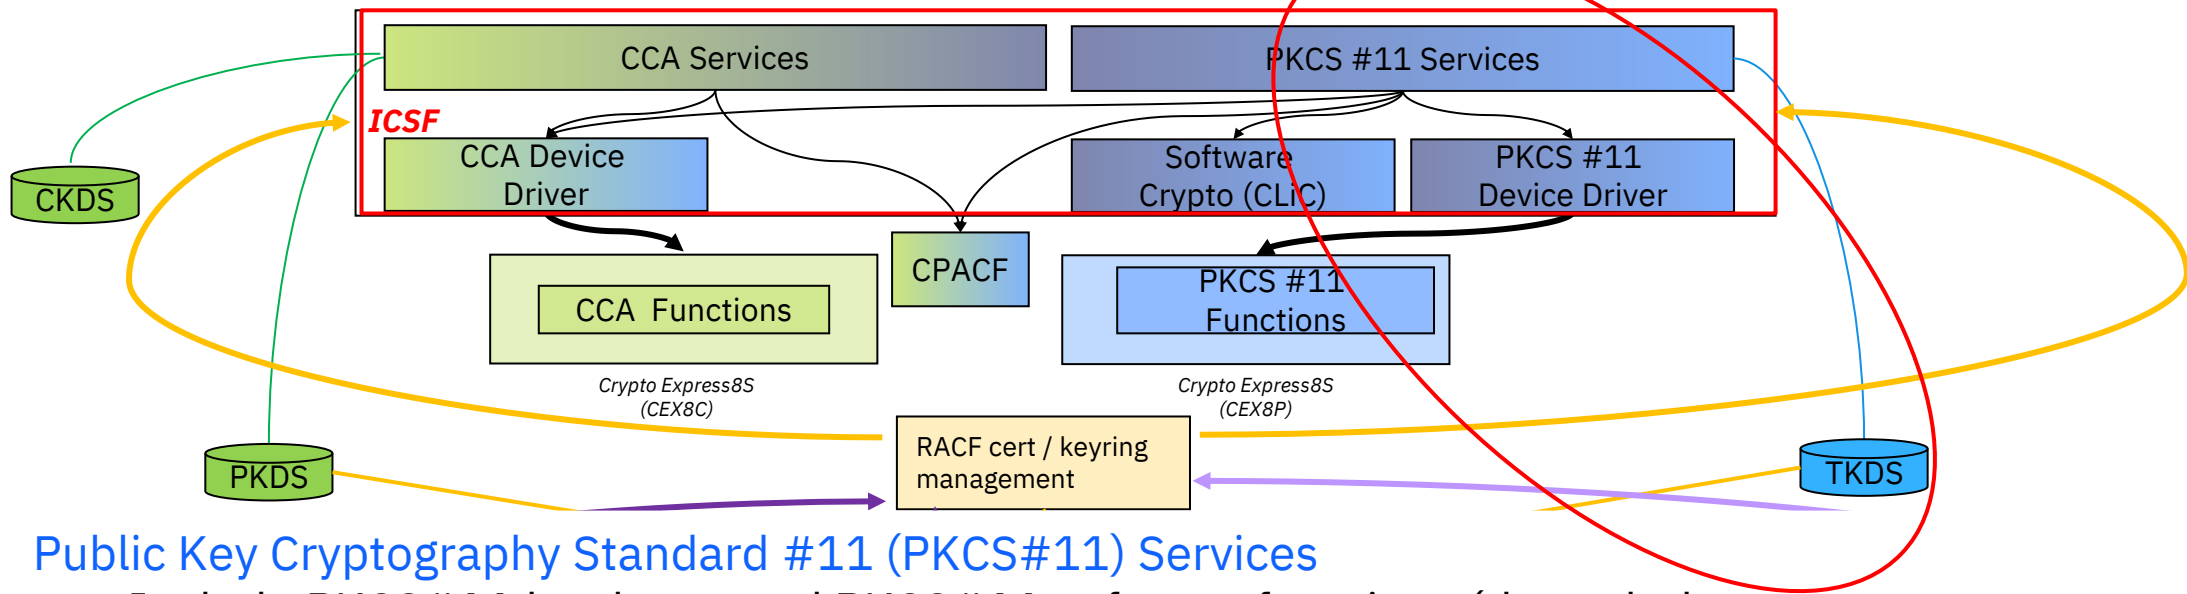 CCA Services
PKCS #11 Services
ICSF
CCA Device
Driver
Software
Crypto (CLiC)
PKCS #11
Device Driver
CKDS
CPACF
CCA Functions
PKCS #11
Functions
Crypto Express8S
(CEX8C)
Crypto Express8S
(CEX8P)
RACF cert / keyring
management
PKDS
TKDS
Public Key Cryptography Standard #11 (PKCS#11) Services